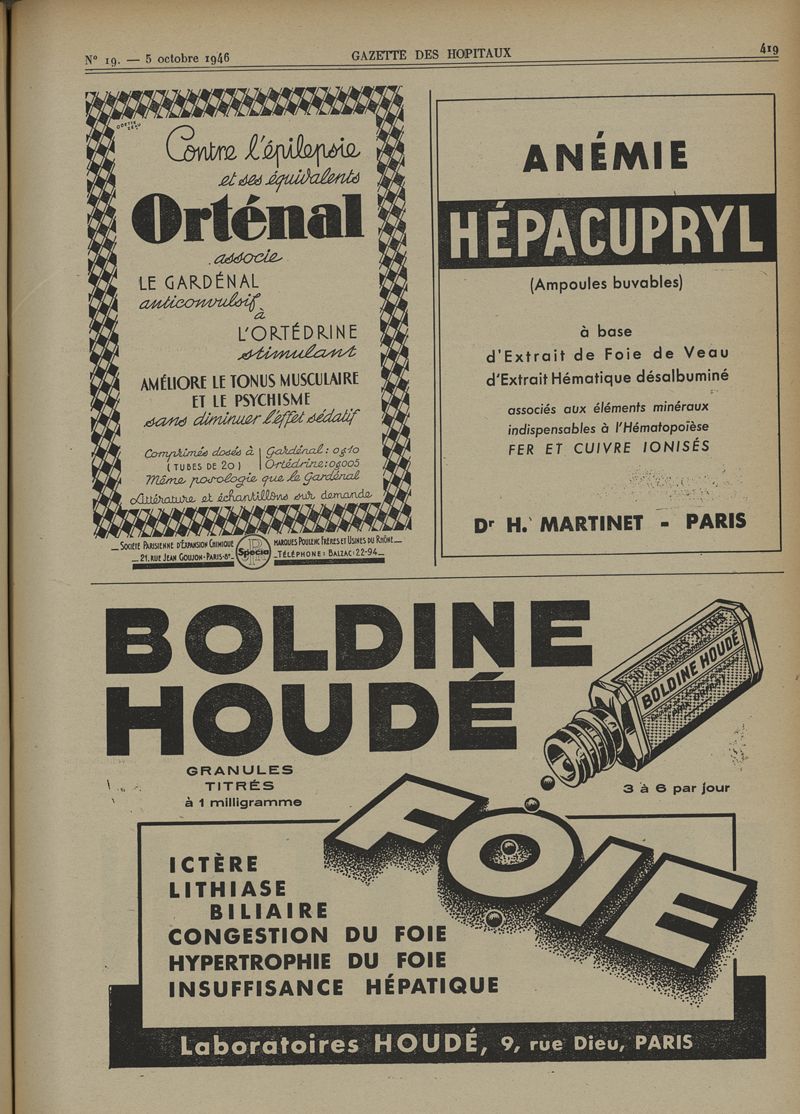 Nº 19. — 5 octobre 1946 GAZETTE DES HOPITAUX 419
Contre l'épilepsie
et ses équivalents
Orténal
associe
LE GARDÉNAL
anticonvulsif
à
L'ORTÉDRINE
stimulant
AMÉLIORE LE TONUS MUSCULAIRE
ET LE PSYCHISME
sans diminuer l'effet sédatif
Comprimés dosés à Gardénal : 0g10
(TUBES DE 20) Ortédrine : 0g005
Même posologie que le Gardénal
Littérature et échantillons sur demande
SOCIÉTÉ PARISIENNE D'EXPANSION CHIMIQUE Specia MARQUES POULENC FRÈRES ET USINES DU RHÔNE
21, RUE JEAN GOUJON - PARIS-8e TÉLÉPHONE : BALZAC : 22-94
ANÉMIE
HÉPACUPRYL
(Ampoules buvables)
à base
d'Extrait de Foie de Veau
d'Extrait Hématique désalbuminé
associés aux éléments minéraux
indispensables à l'Hématopoïèse
FER ET CUIVRE IONISÉS
Dr H. MARTINET - PARIS
BOLDINE
HOUDÉ
50 GRANULES TITRÉS
BOLDINE HOUDÉ
GRANULES
TITRÉS
à 1 milligramme
3 à 6 par jour
FOIE
ICTÈRE
LITHIASE
BILIAIRE
CONGESTION DU FOIE
HYPERTROPHIE DU FOIE
INSUFFISANCE HÉPATIQUE
Laboratoires HOUDÉ, 9, rue Dieu, PARIS